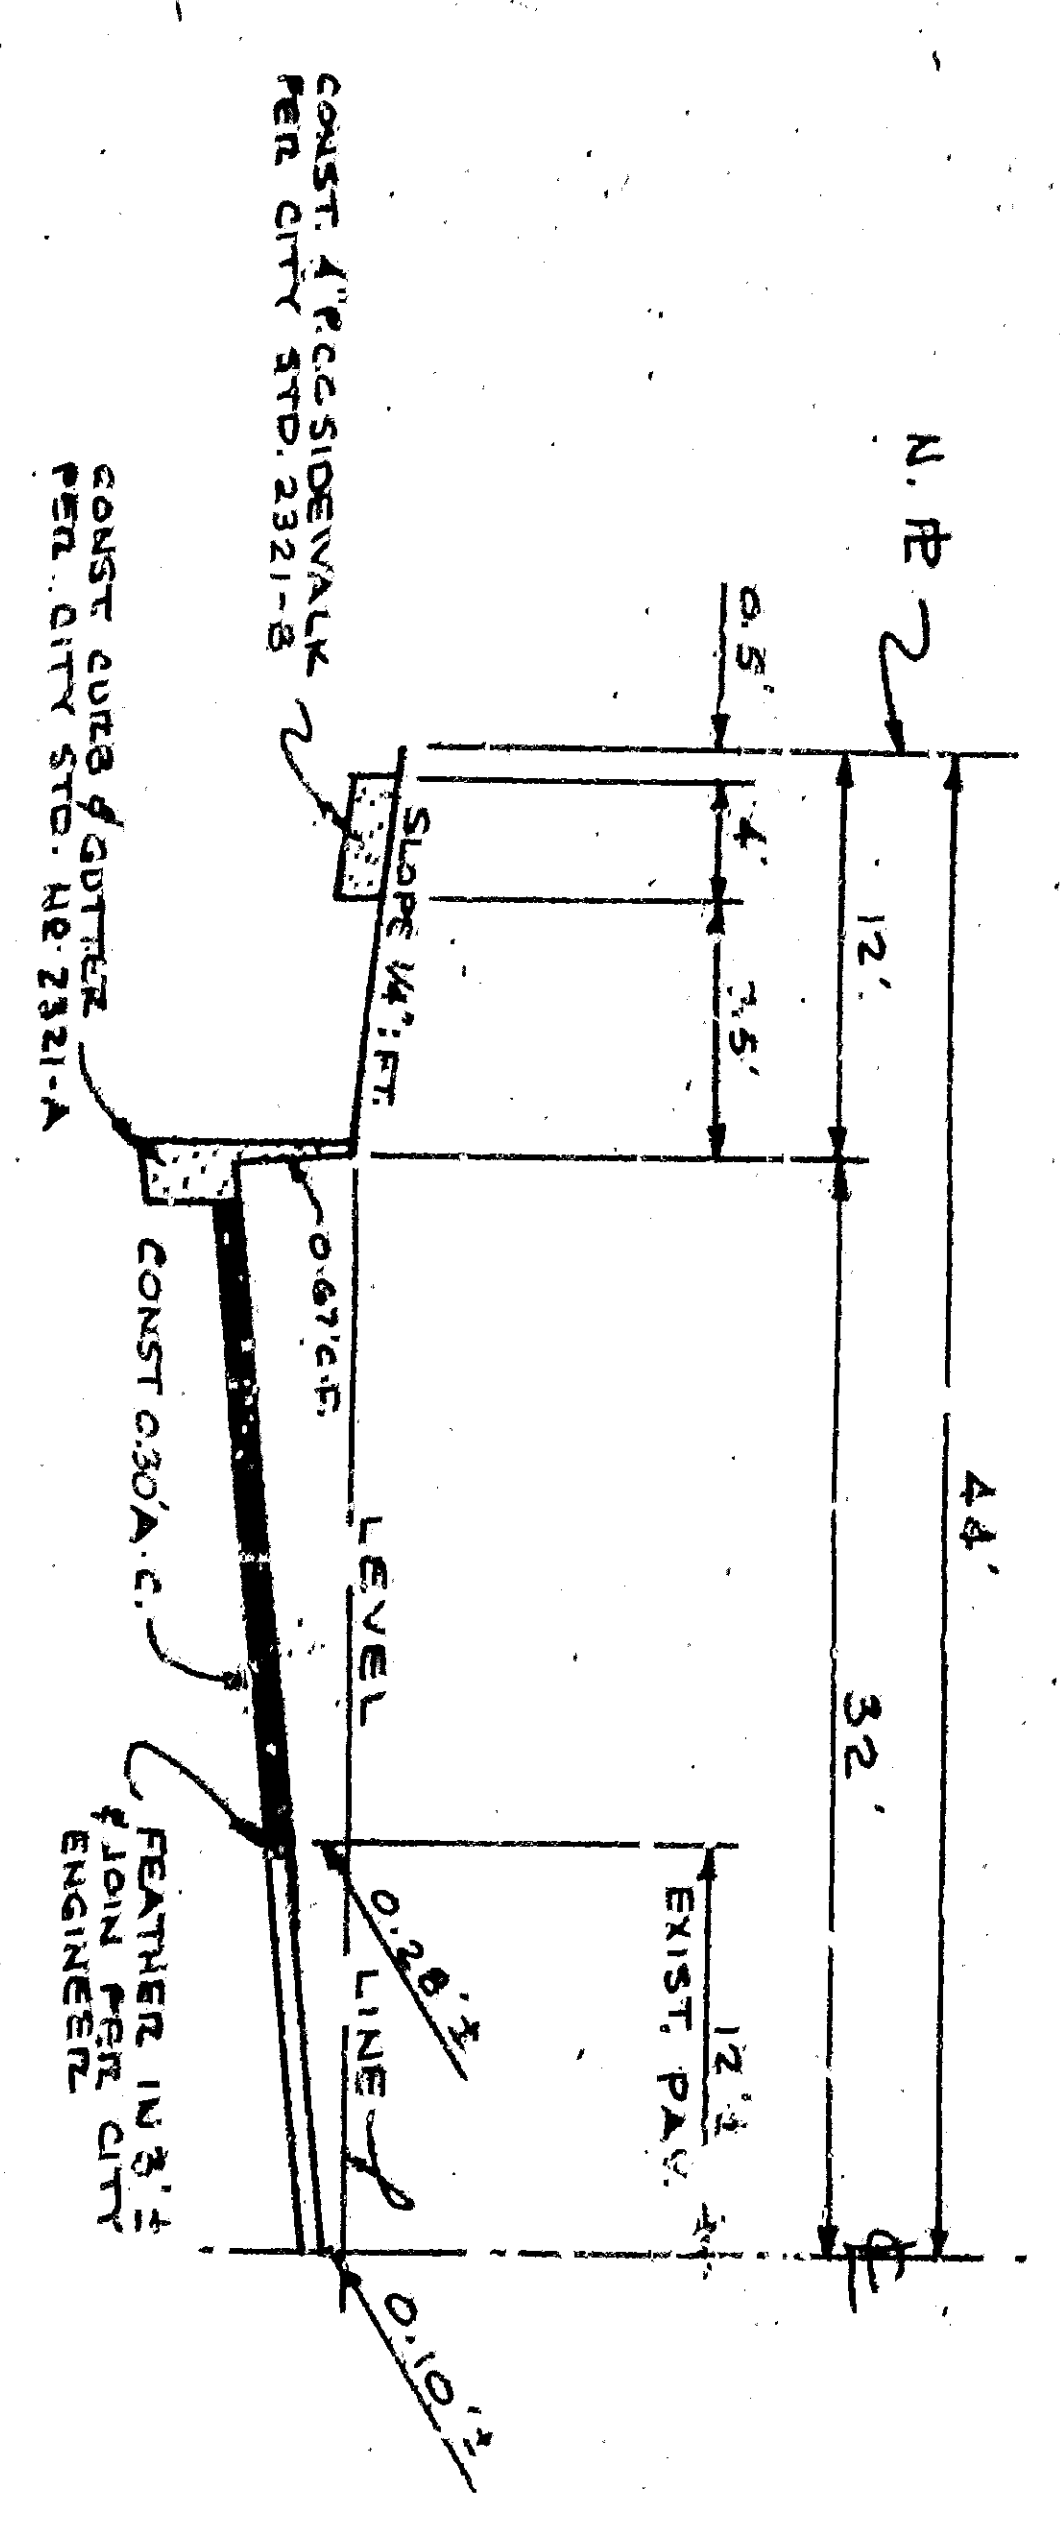 N. PL
44'
12'
32'
0.5'
4'
7.5'
12'±
EXIST. PAV.
SLOPE 1/4": FT.
LEVEL LINE
0.28'±
0.10'±
0.67' C.F.
CONST. 4" P.C.C SIDEWALK
PER CITY STD. 2321-B
CONST CURB & GUTTER
PER CITY STD. NO. 2321-A
CONST 0.30' A.C.
FEATHER IN 3'±
& JOIN PER CITY
ENGINEER